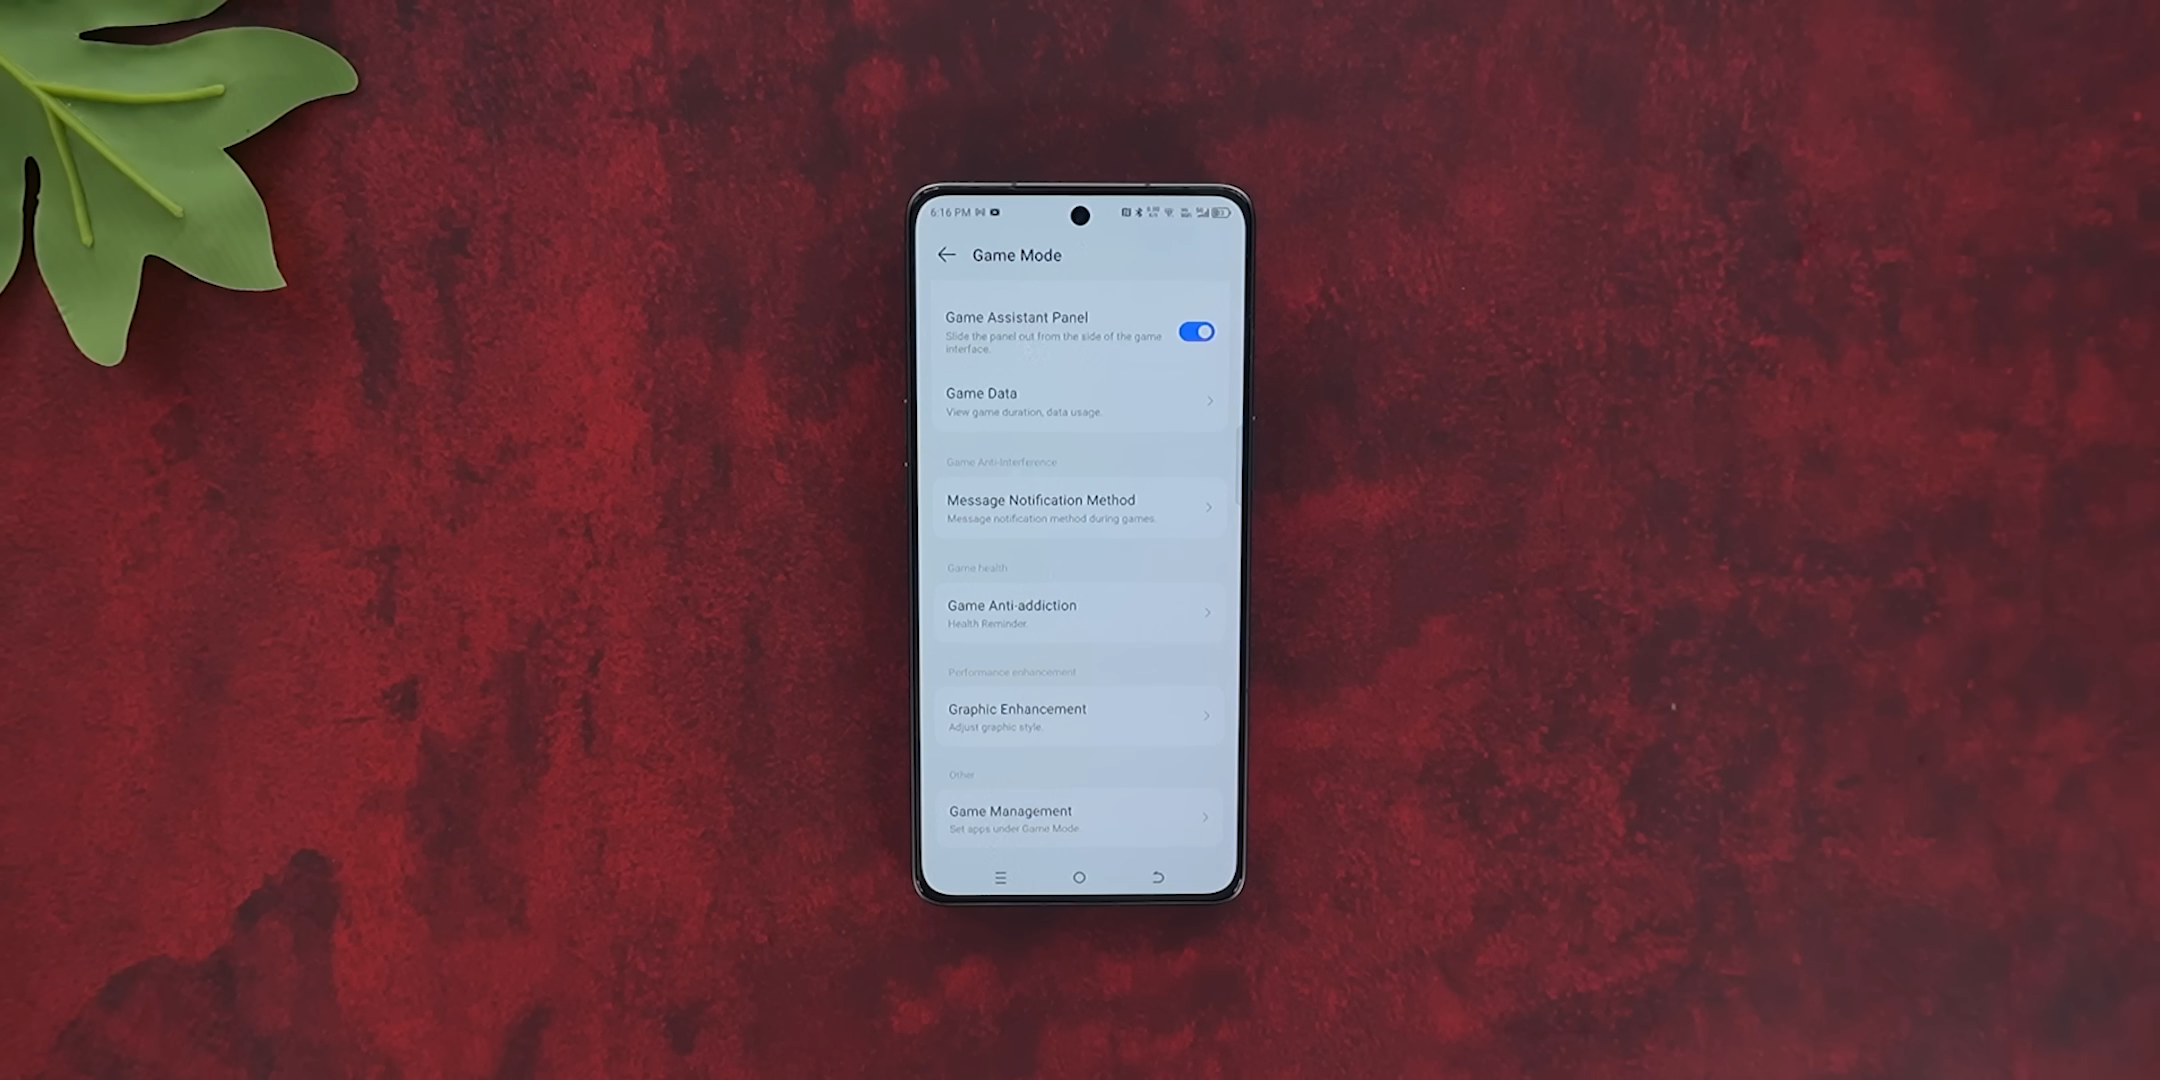 6:16 PM
Game Mode
Game Assistant Panel
Slide the panel out from the side of the game
interface.
Game Data
View game duration, data usage.
Game Anti-Interference
Message Notification Method
Message notification method during games.
Game health
Game Anti-addiction
Health Reminder
Performance enhancement
Graphic Enhancement
Adjust graphic style.
Other
Game Management
Set apps under Game Mode.